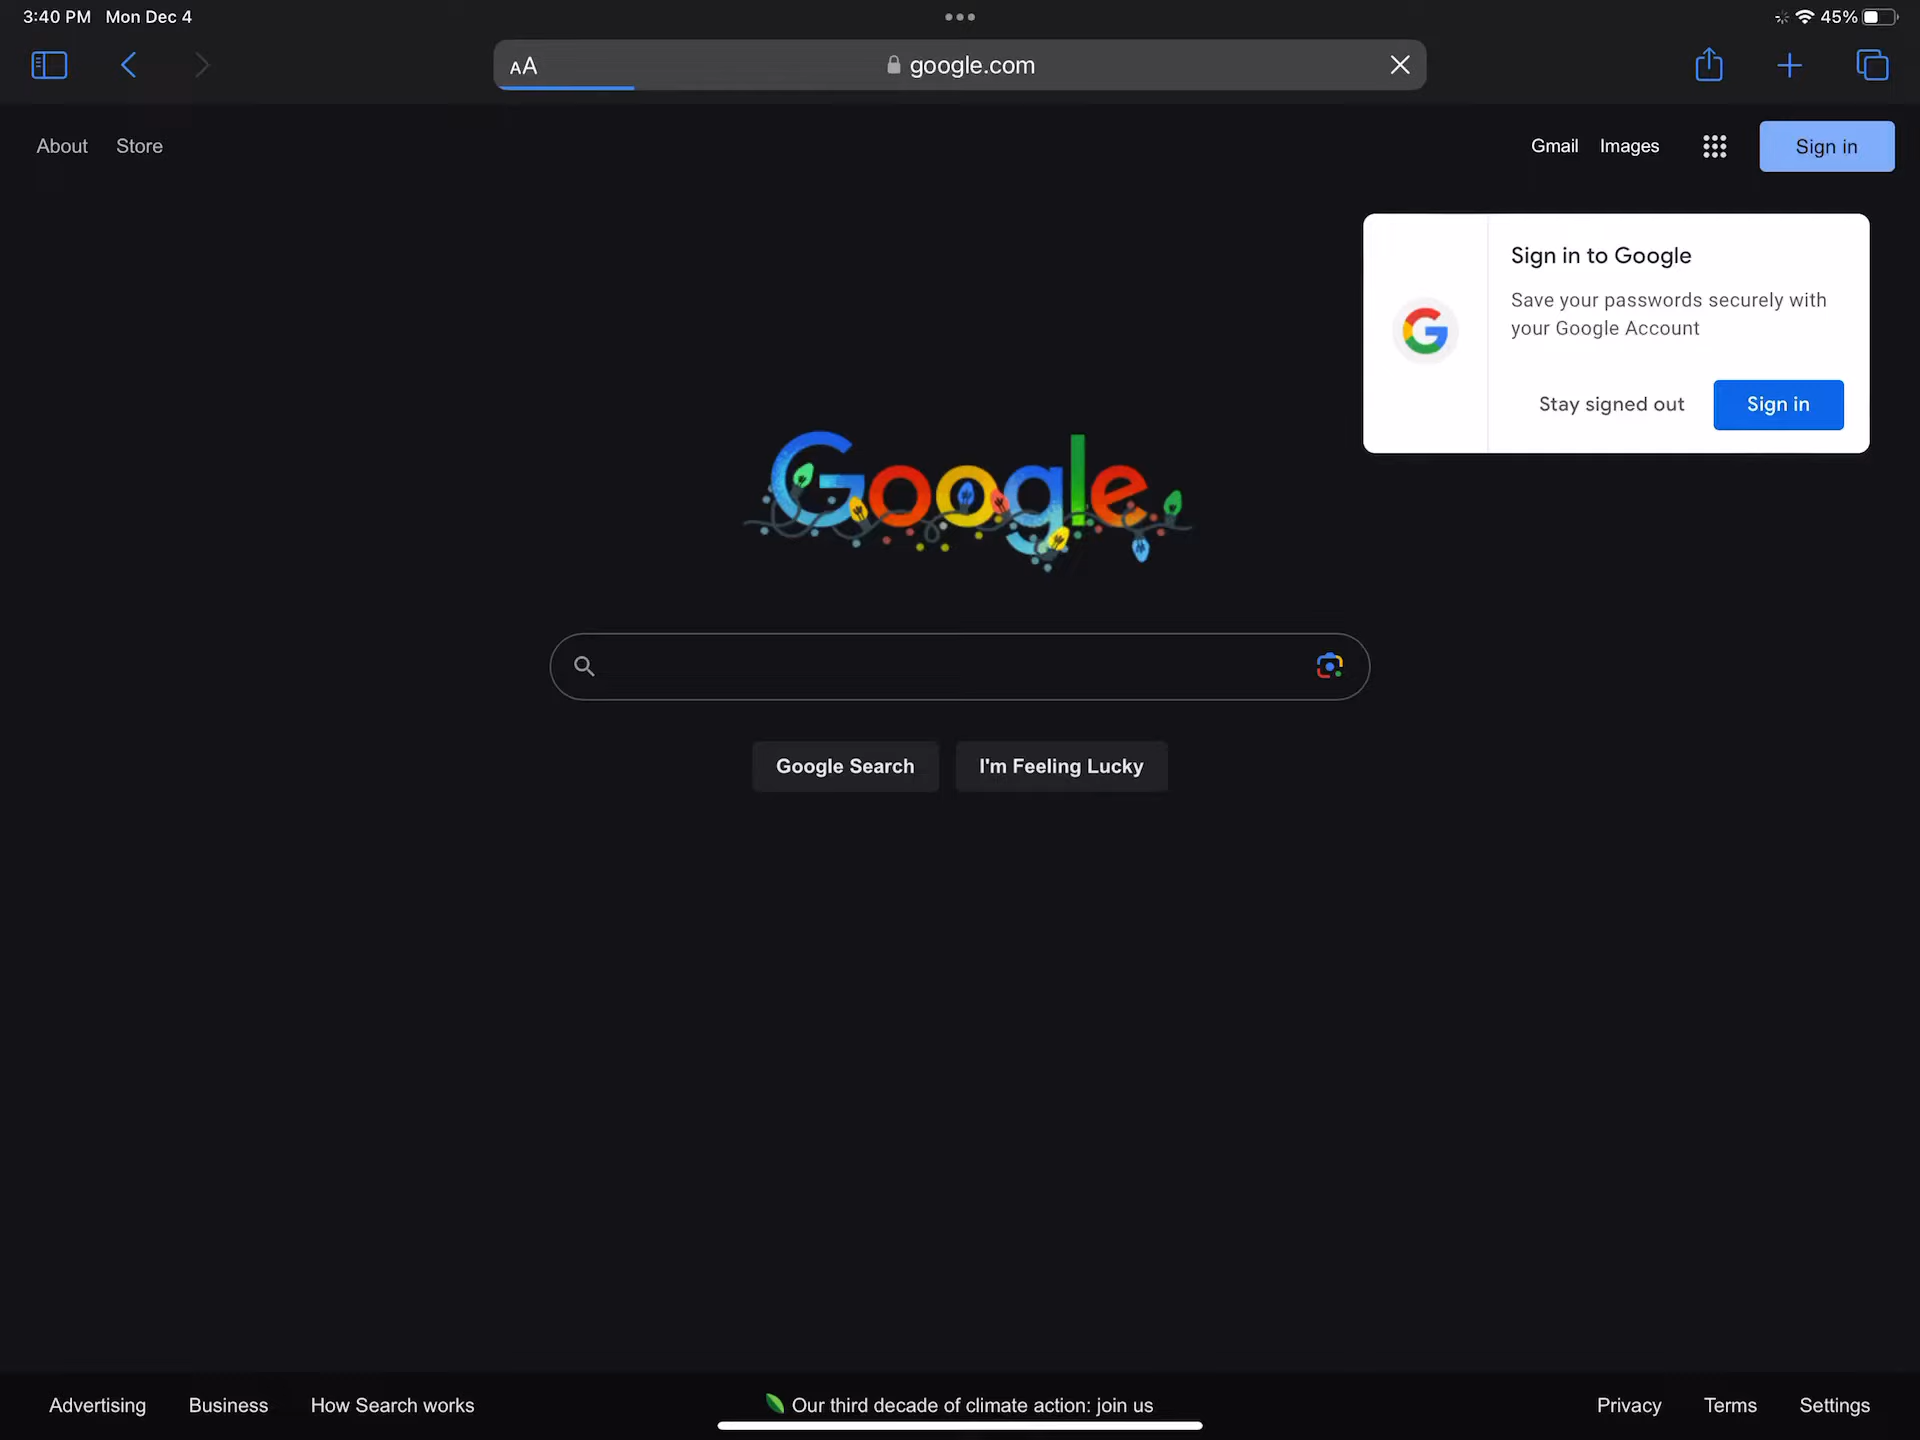 3:40 PM Mon Dec 4
45%
AA
google.com
About Store
Gmail Images
Sign in
Sign in to Google
Save your passwords securely with
your Google Account
Stay signed out
Sign in
Google
Google Search
I'm Feeling Lucky
Advertising Business How Search works
Our third decade of climate action: join us
Privacy Terms Settings